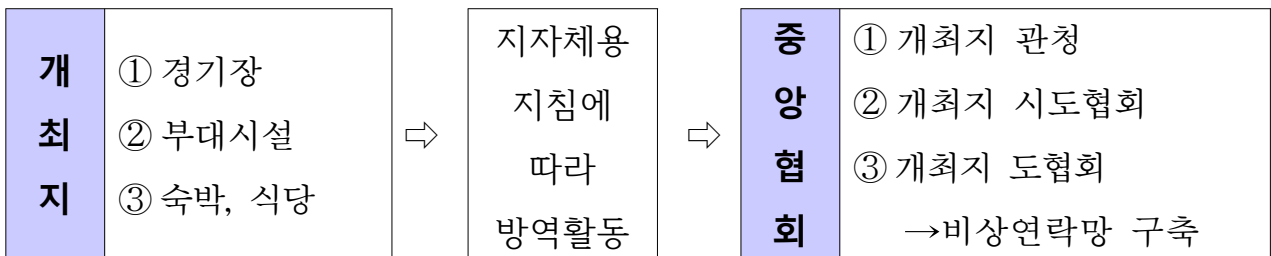 개
최
지
① 경기장
② 부대시설
③ 숙박, 식당
⇨
지자체용
지침에
따라
방역활동
⇨
중
앙
협
회
① 개최지 관청
② 개최지 시도협회
③ 개최지 도협회
→비상연락망 구축